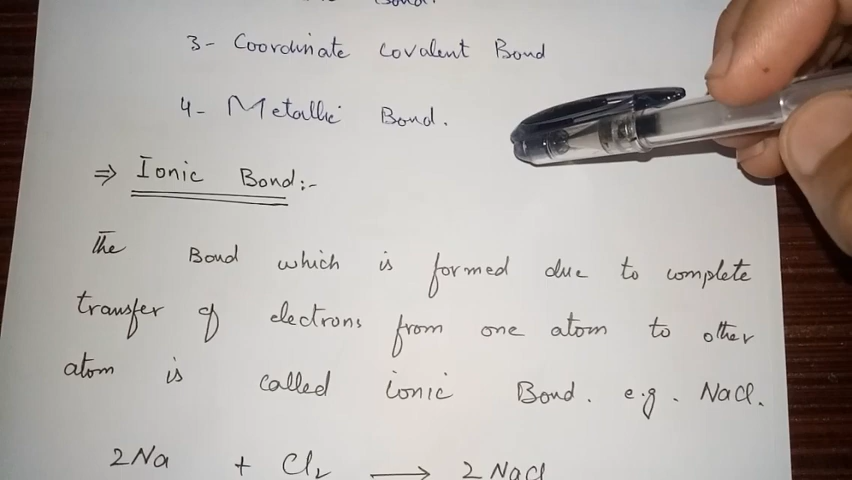 Bond.
3- Coordinate covalent Bond
4- Metallic Bond.
⇒ Ionic Bond:-
The Bond which is formed due to complete
transfer of electrons from one atom to other
atom is called ionic Bond. e.g. NaCl.
2Na + Cl₂ → 2NaCl